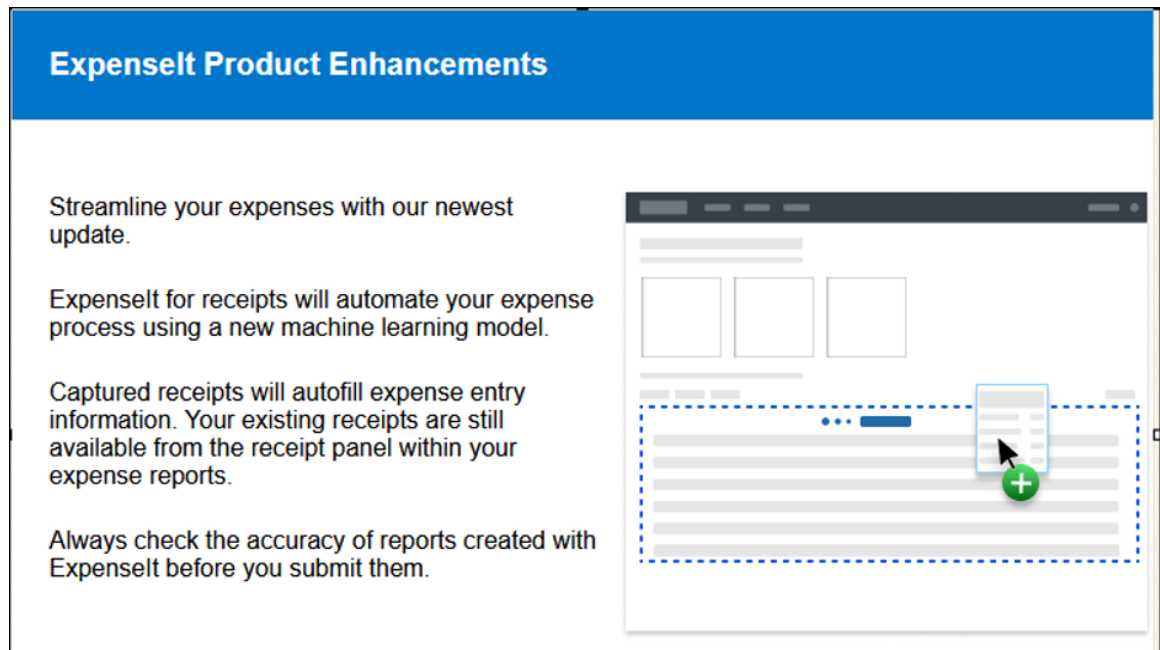 ExpenseIt Product Enhancements
Streamline your expenses with our newest
update.
ExpenseIt for receipts will automate your expense
process using a new machine learning model.
Captured receipts will autofill expense entry
information. Your existing receipts are still
available from the receipt panel within your
expense reports.
Always check the accuracy of reports created with
ExpenseIt before you submit them.